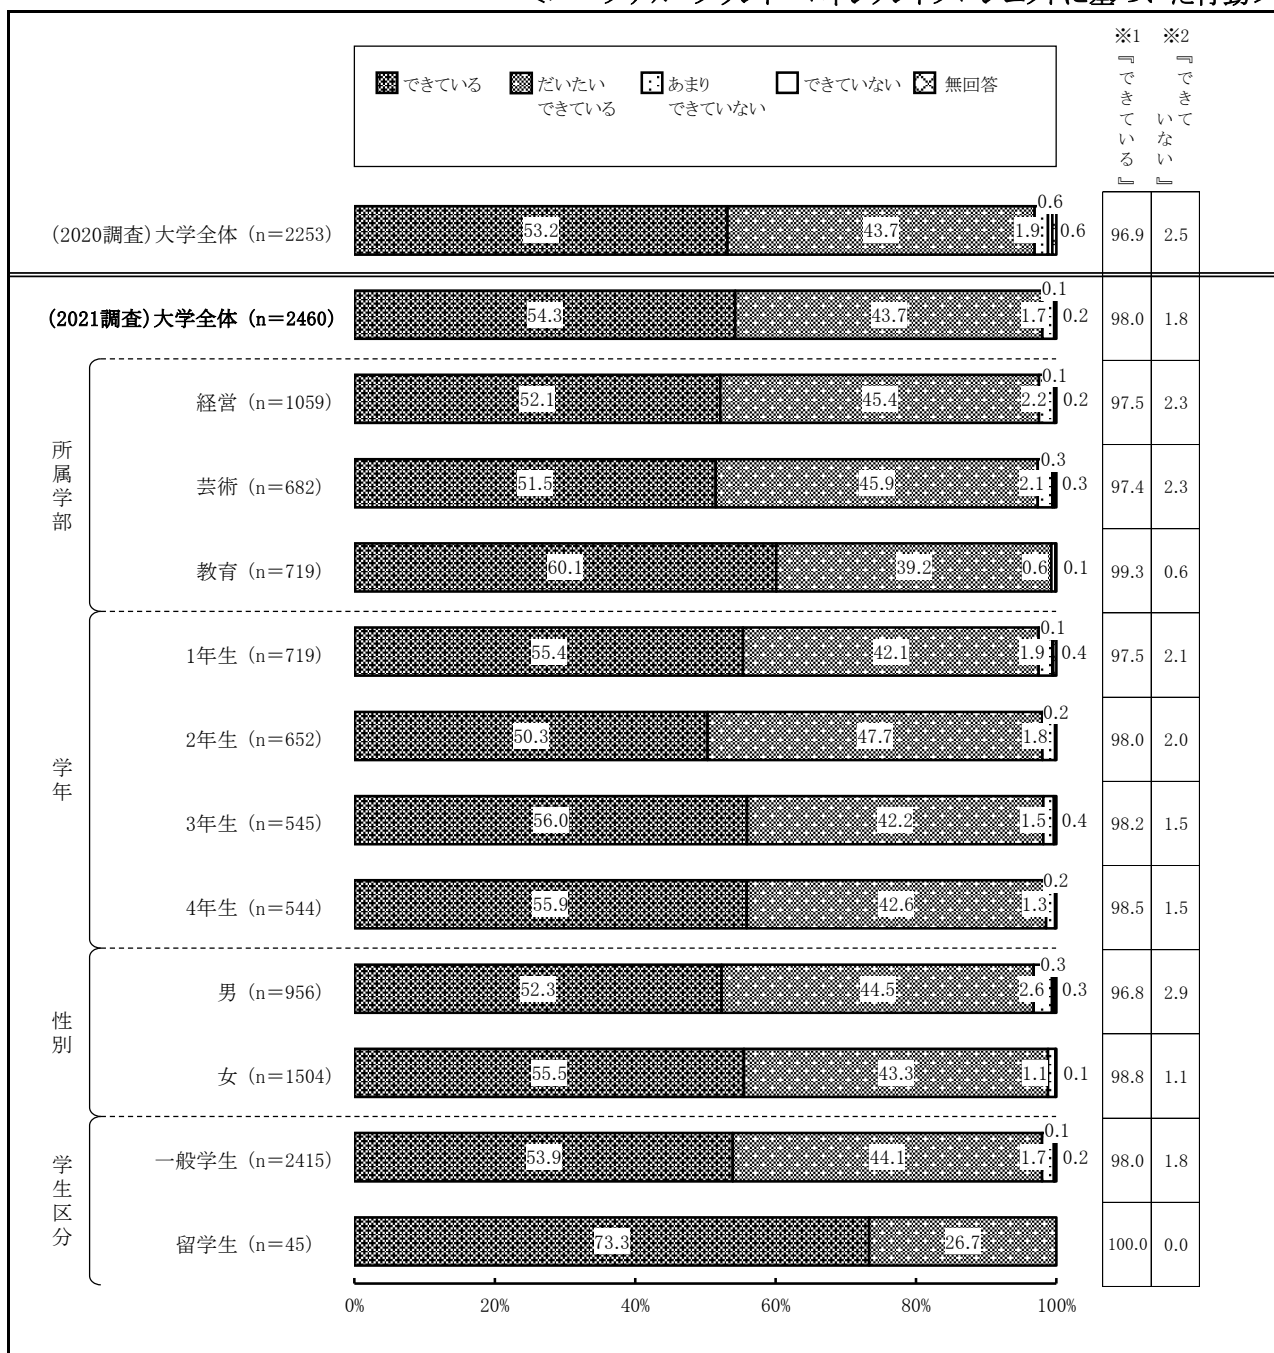 ※1 ※2
『できている』
『できていない』
できている
だいたいできている
あまりできていない
できていない
無回答
(2020調査)大学全体 (n=2253) 53.2 43.7 1.9 0.6 0.6 96.9 2.5
(2021調査)大学全体 (n=2460) 54.3 43.7 1.7 0.1 0.2 98.0 1.8
所属学部
経営 (n=1059) 52.1 45.4 2.2 0.1 0.2 97.5 2.3
芸術 (n=682) 51.5 45.9 2.1 0.3 0.3 97.4 2.3
教育 (n=719) 60.1 39.2 0.6 0.1 99.3 0.6
学年
1年生 (n=719) 55.4 42.1 1.9 0.1 0.4 97.5 2.1
2年生 (n=652) 50.3 47.7 1.8 0.2 98.0 2.0
3年生 (n=545) 56.0 42.2 1.5 0.4 98.2 1.5
4年生 (n=544) 55.9 42.6 1.3 0.2 98.5 1.5
性別
男 (n=956) 52.3 44.5 2.6 0.3 0.3 96.8 2.9
女 (n=1504) 55.5 43.3 1.1 0.1 98.8 1.1
学生区分
一般学生 (n=2415) 53.9 44.1 1.7 0.1 0.2 98.0 1.8
留学生 (n=45) 73.3 26.7 100.0 0.0
0% 20% 40% 60% 80% 100%